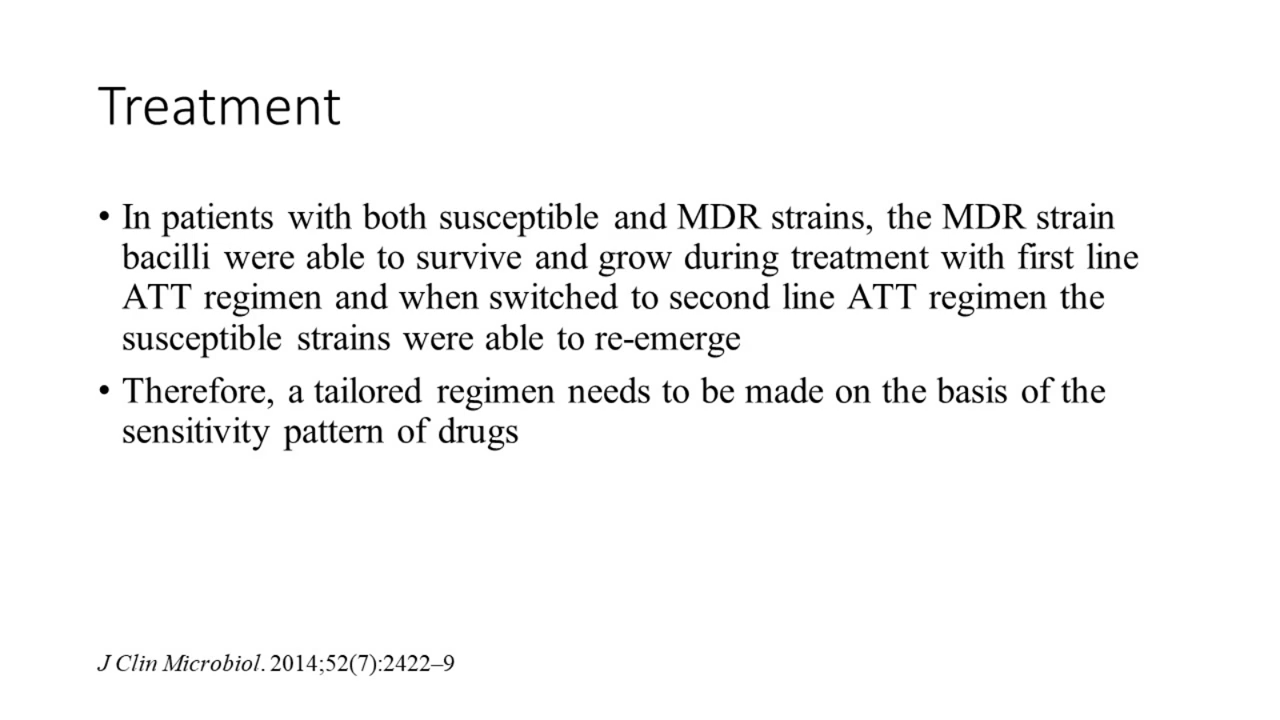 Treatment
• In patients with both susceptible and MDR strains, the MDR strain
bacilli were able to survive and grow during treatment with first line
ATT regimen and when switched to second line ATT regimen the
susceptible strains were able to re-emerge
• Therefore, a tailored regimen needs to be made on the basis of the
sensitivity pattern of drugs
J Clin Microbiol. 2014;52(7):2422–9